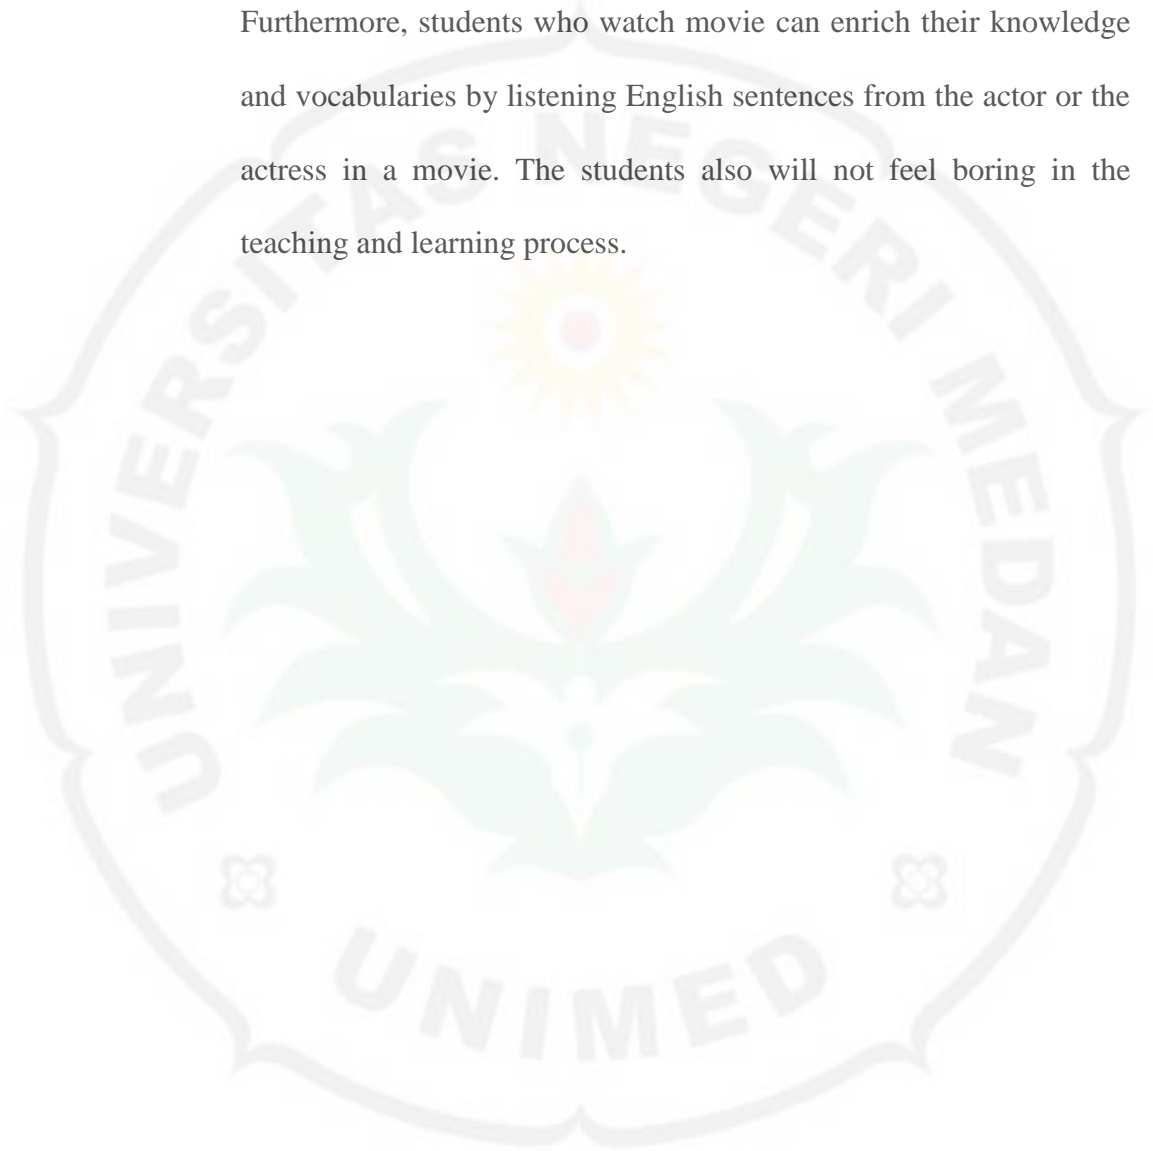 Furthermore, students who watch movie can enrich their knowledge
and vocabularies by listening English sentences from the actor or the
actress in a movie. The students also will not feel boring in the
teaching and learning process.
UNIVERSITAS NEGERI MEDAN
UNIMED